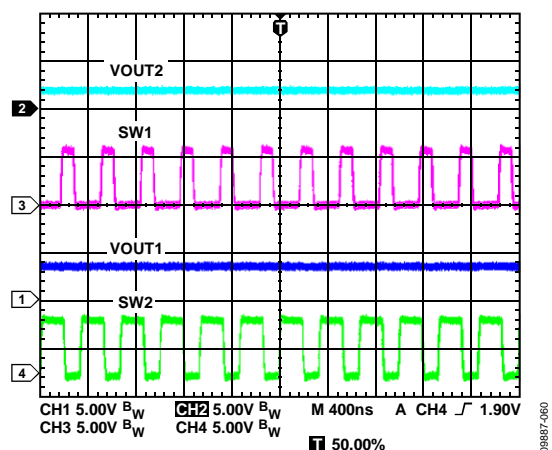 T
VOUT2
2
SW1
3
VOUT1
1
SW2
4
CH1 5.00V BW CH2 5.00V BW M 400ns A CH4 1.90V
CH3 5.00V BW CH4 5.00V BW
T 50.00%
09887-060